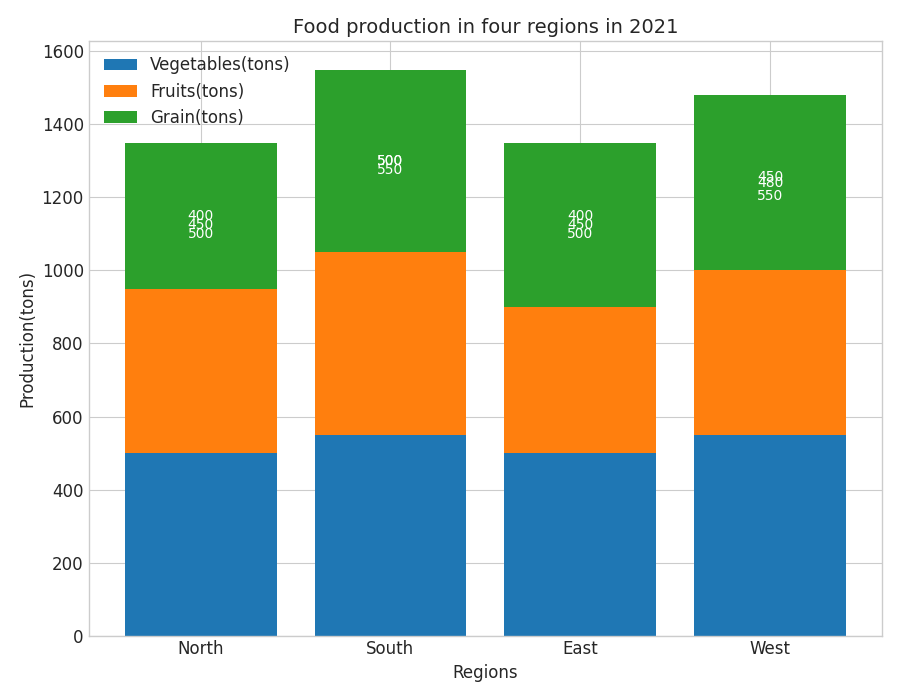 Food production in four regions in 2021
Vegetables(tons)
Fruits(tons)
Grain(tons)
Production(tons)
1600
1400
1200
1000
800
600
400
200
0
400
450
500
500
500
550
400
450
500
450
480
550
North
South
East
West
Regions